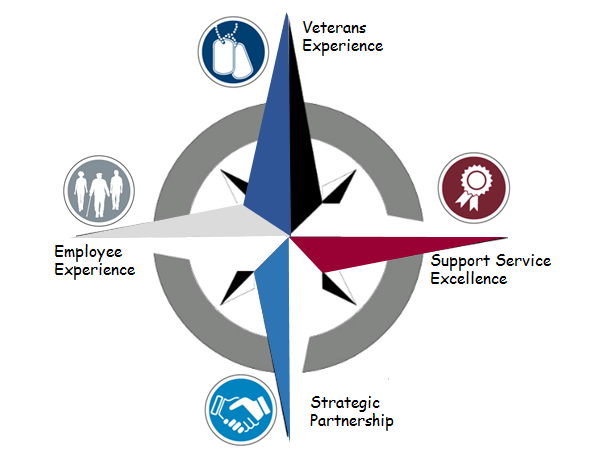 Veterans
Experience
Employee
Experience
Support Service
Excellence
Strategic
Partnership